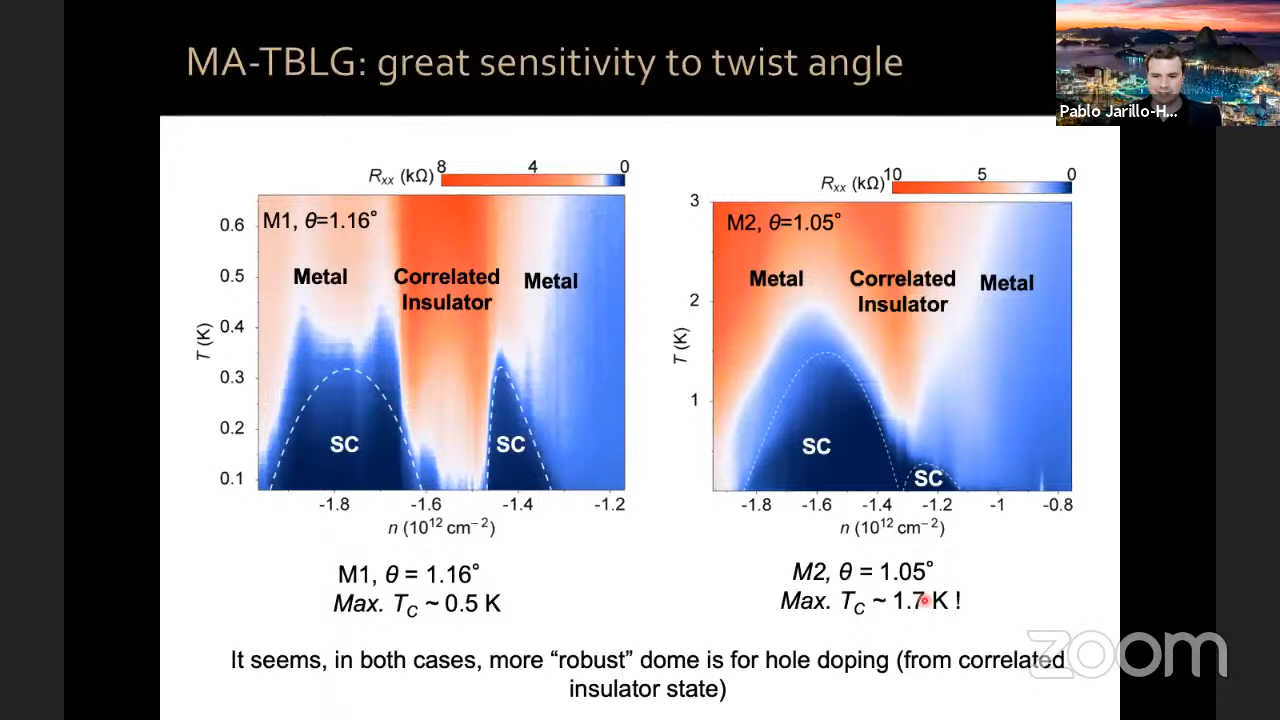 MA-TBLG: great sensitivity to twist angle
Pablo Jarillo-H...
Rxx (kΩ) 8 4 0
M1, θ=1.16°
Metal
Correlated
Insulator
Metal
SC
SC
T (K)
0.6
0.5
0.4
0.3
0.2
0.1
-1.8 -1.6 -1.4 -1.2
n (10¹² cm⁻²)
Rxx (kΩ) 10 5 0
M2, θ=1.05°
Metal
Correlated
Insulator
Metal
SC
SC
T (K)
3
2
1
-1.8 -1.6 -1.4 -1.2 -1 -0.8
n (10¹² cm⁻²)
M1, θ = 1.16°
Max. TC ~ 0.5 K
M2, θ = 1.05°
Max. TC ~ 1.7 K !
It seems, in both cases, more “robust” dome is for hole doping (from correlated
insulator state)
zoom